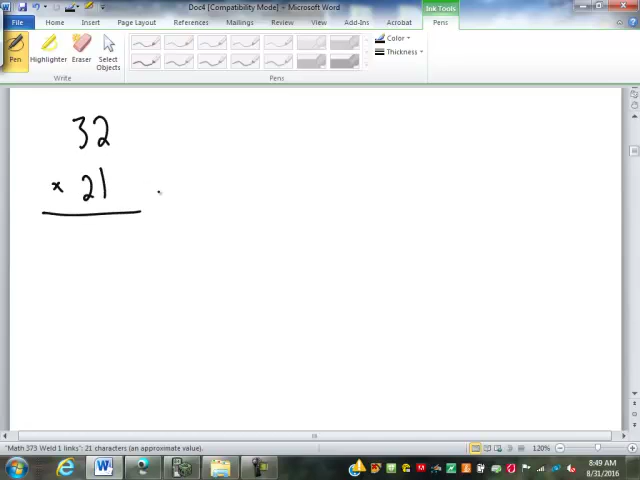 Doc4 [Compatibility Mode] - Microsoft Word
Ink Tools
File Home Insert Page Layout References Mailings Review View Add-Ins Acrobat Pens
Pen Highlighter Eraser Select Objects
Color
Thickness
Write
Pens
32
× 21
"Math 373 Weld 1 links": 21 characters (an approximate value).
120%
8:49 AM
8/31/2016